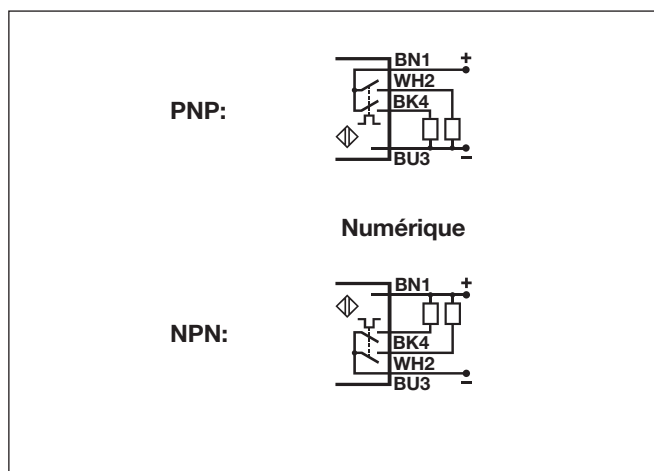 PNP:
BN1 +
WH2
BK4
BU3 −
Numérique
NPN:
BN1 +
BK4
WH2
BU3 −